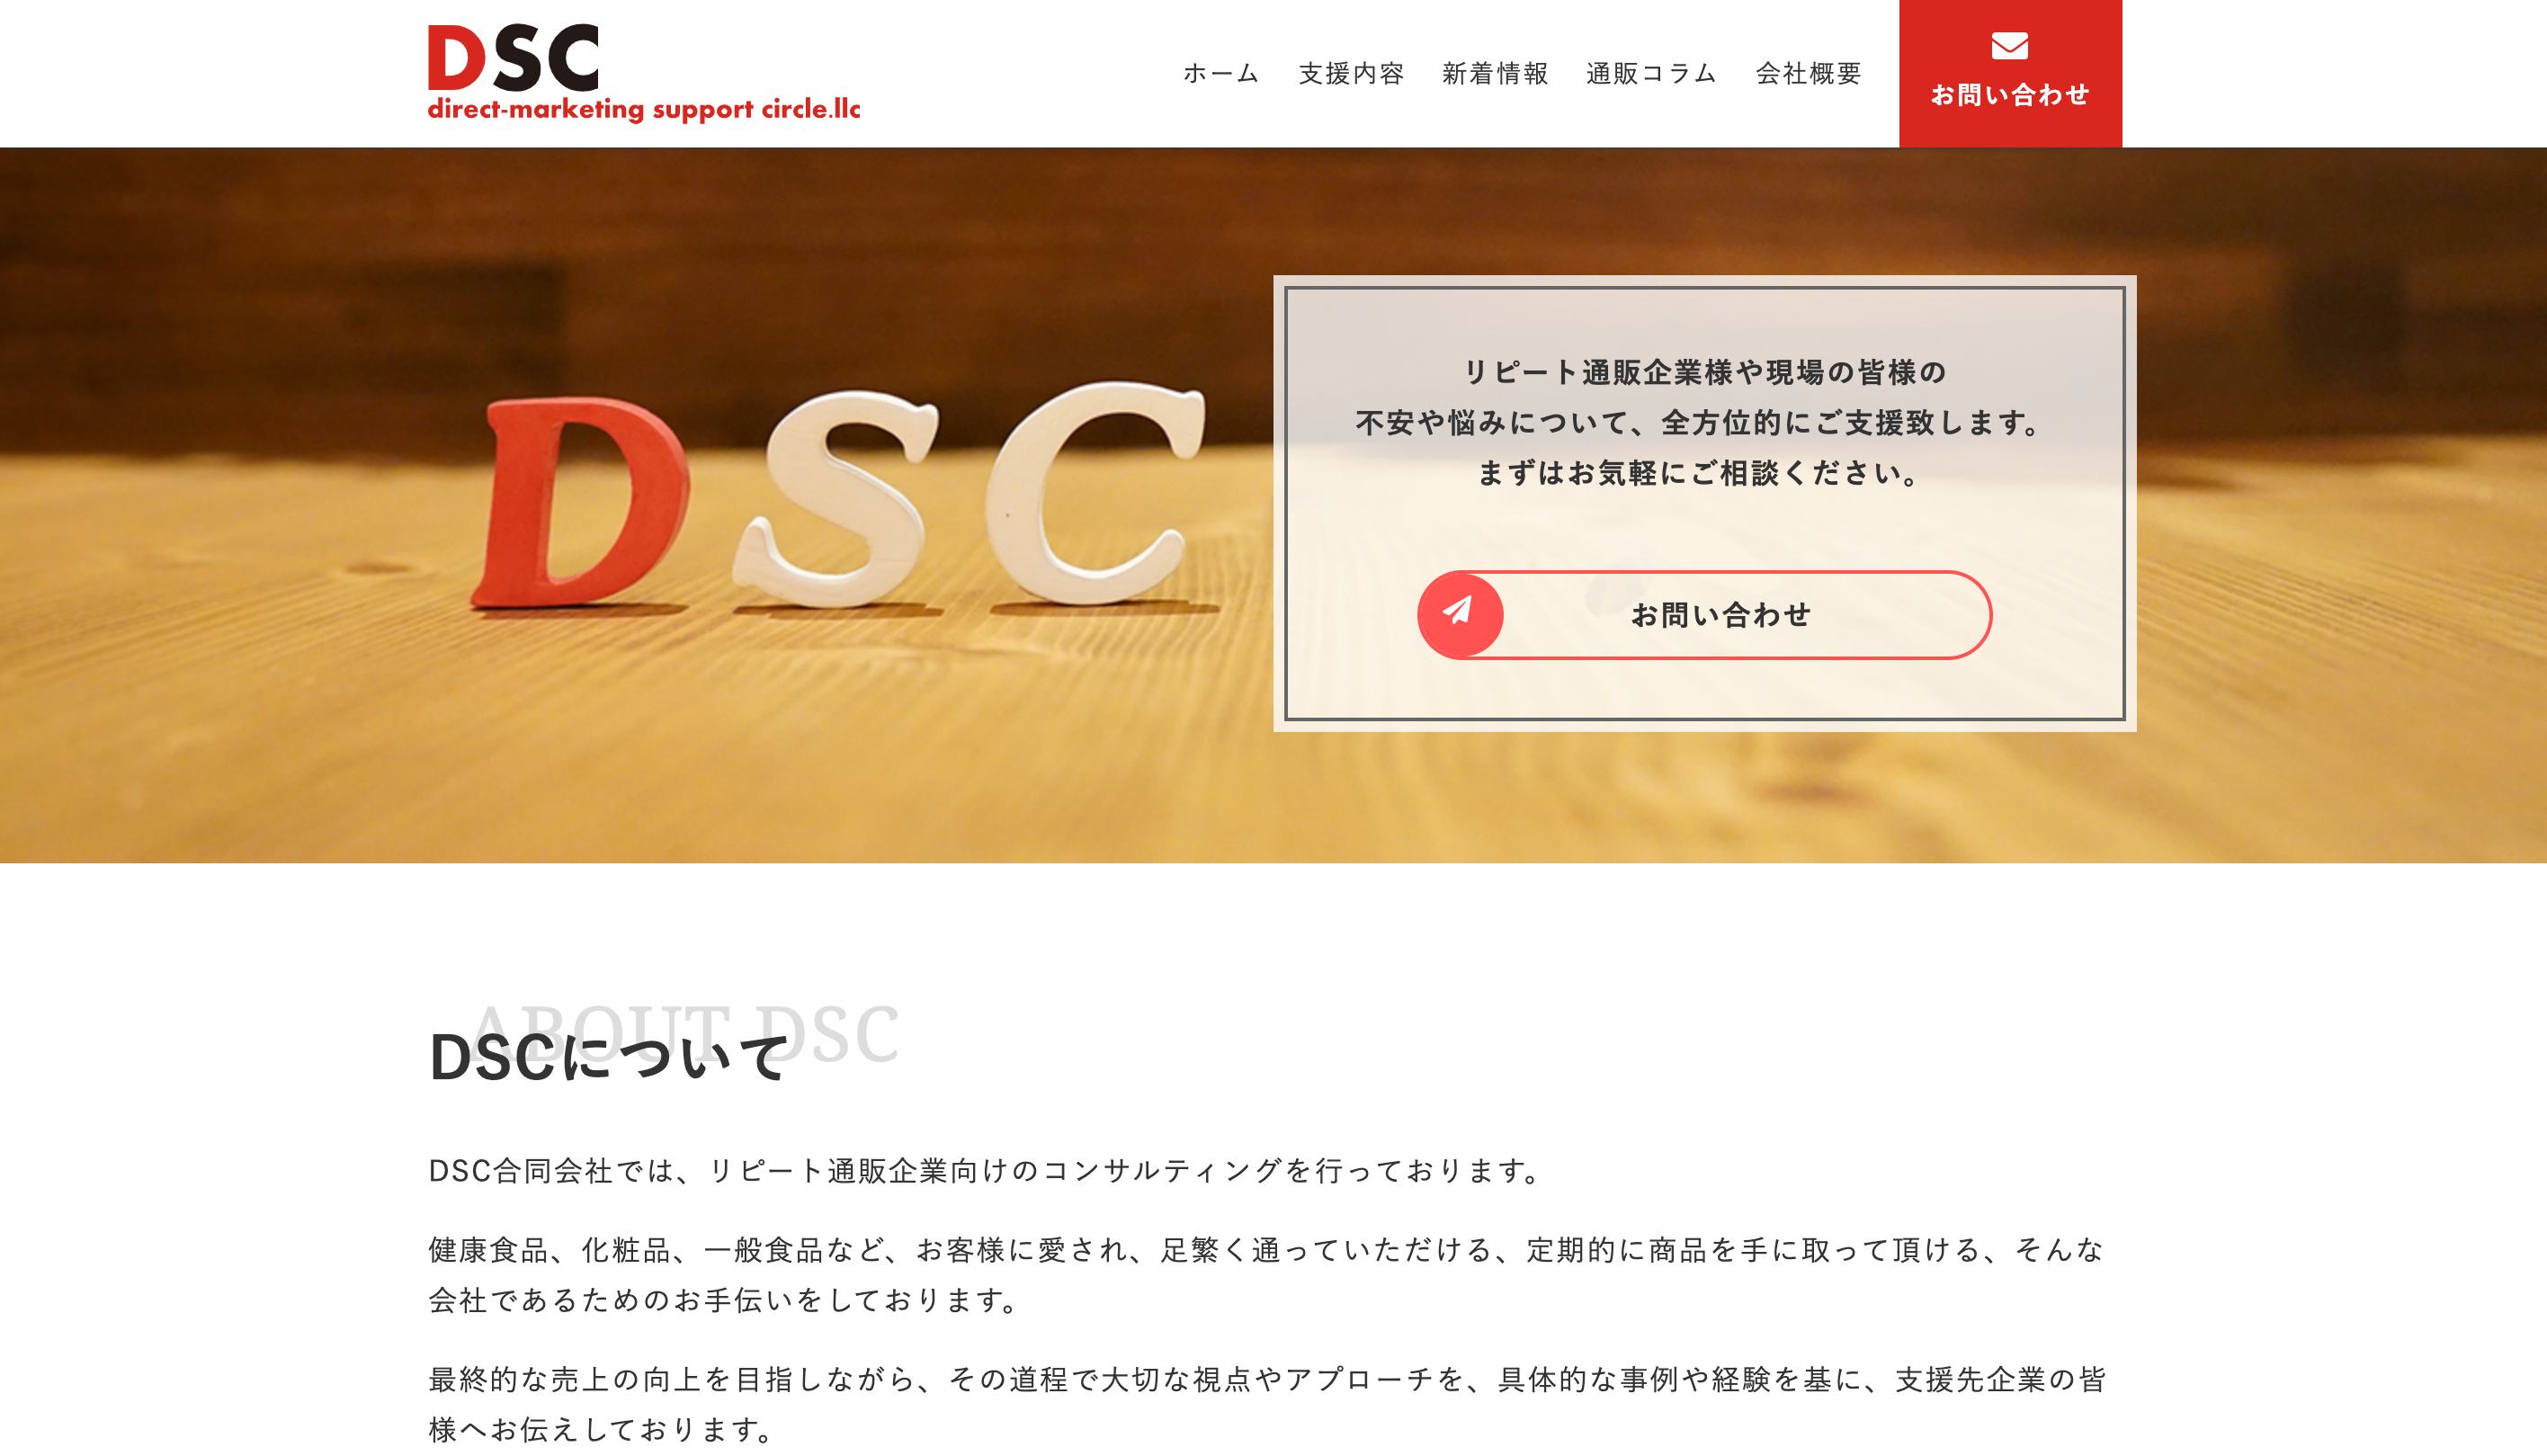 DSC
direct-marketing support circle.llc
ホーム 支援内容 新着情報 通販コラム 会社概要
お問い合わせ
DSC
リピート通販企業様や現場の皆様の
不安や悩みについて、全方位的にご支援致します。
まずはお気軽にご相談ください。
お問い合わせ
ABOUT DSC
DSCについて
DSC合同会社では、リピート通販企業向けのコンサルティングを行っております。
健康食品、化粧品、一般食品など、お客様に愛され、足繁く通っていただける、定期的に商品を手に取って頂ける、そんな
会社であるためのお手伝いをしております。
最終的な売上の向上を目指しながら、その道程で大切な視点やアプローチを、具体的な事例や経験を基に、支援先企業の皆
様へお伝えしております。